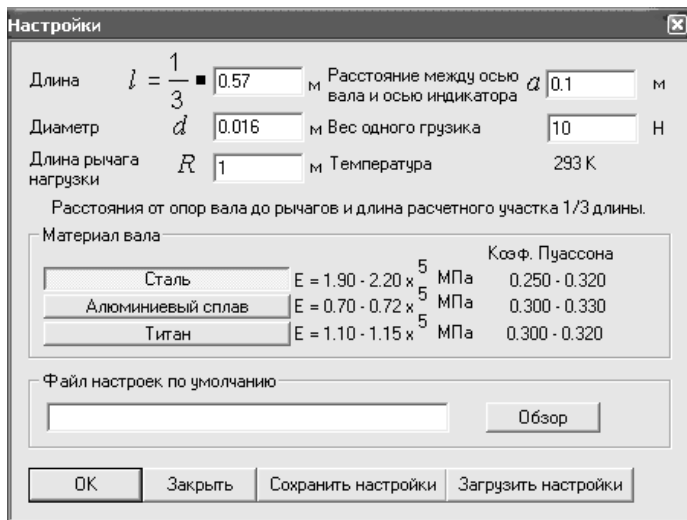 Настройки
Длина l = 1/3 ▪ 0.57 м Расстояние между осью вала и осью индикатора a 0.1 м
Диаметр d 0.016 м Вес одного грузика 10 Н
Длина рычага нагрузки R 1 м Температура 293 К
Расстояния от опор вала до рычагов и длина расчетного участка 1/3 длины.
Материал вала
Коэф. Пуассона
Сталь E = 1.90 - 2.20 x 5 МПа 0.250 - 0.320
Алюминиевый сплав E = 0.70 - 0.72 x 5 МПа 0.300 - 0.330
Титан E = 1.10 - 1.15 x 5 МПа 0.300 - 0.320
Файл настроек по умолчанию
Обзор
OK Закрыть Сохранить настройки Загрузить настройки